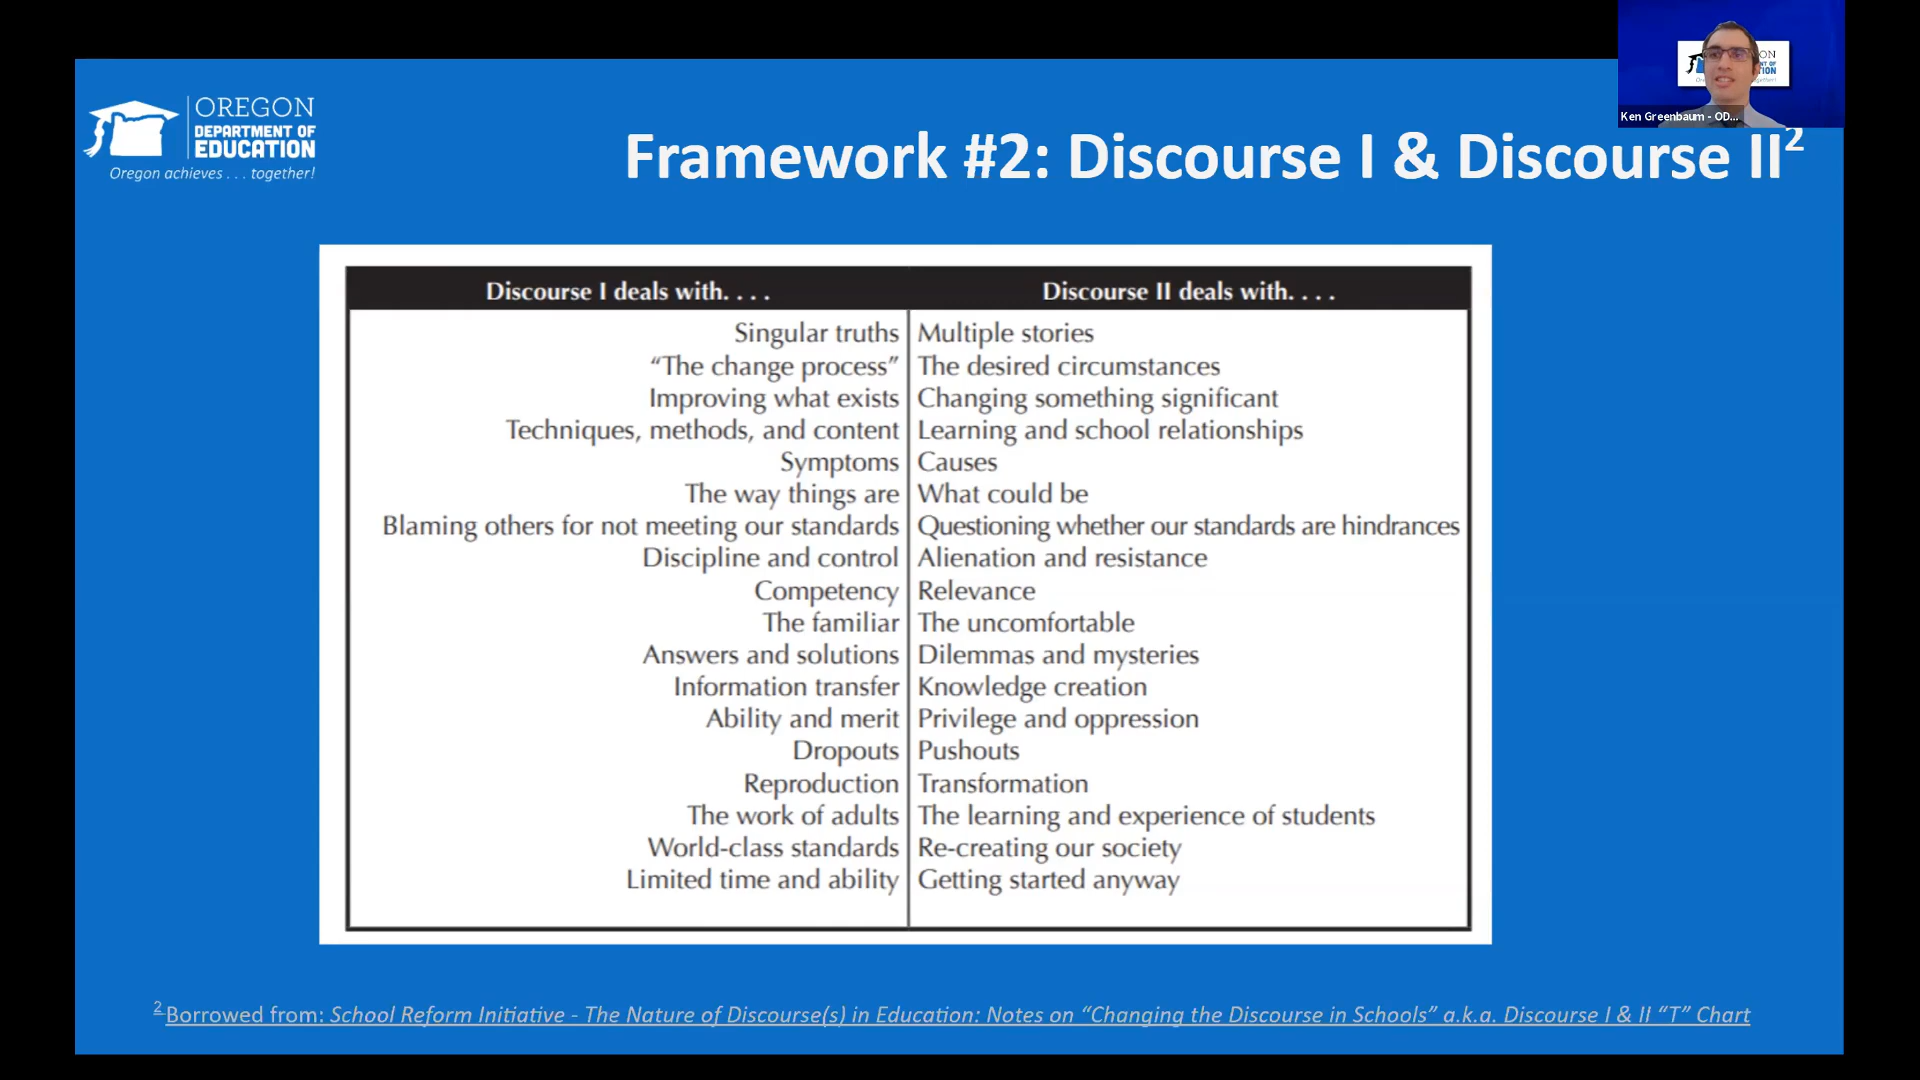 ON
NT OF
TION
Ken Greenbaum - OD...
OREGON
DEPARTMENT OF
EDUCATION
Oregon achieves . . . together!
Framework #2: Discourse I & Discourse II²
Discourse I deals with. . . . Discourse II deals with. . . .
Singular truths Multiple stories
“The change process” The desired circumstances
Improving what exists Changing something significant
Techniques, methods, and content Learning and school relationships
Symptoms Causes
The way things are What could be
Blaming others for not meeting our standards Questioning whether our standards are hindrances
Discipline and control Alienation and resistance
Competency Relevance
The familiar The uncomfortable
Answers and solutions Dilemmas and mysteries
Information transfer Knowledge creation
Ability and merit Privilege and oppression
Dropouts Pushouts
Reproduction Transformation
The work of adults The learning and experience of students
World-class standards Re-creating our society
Limited time and ability Getting started anyway
² Borrowed from: School Reform Initiative - The Nature of Discourse(s) in Education: Notes on “Changing the Discourse in Schools” a.k.a. Discourse I & II “T” Chart